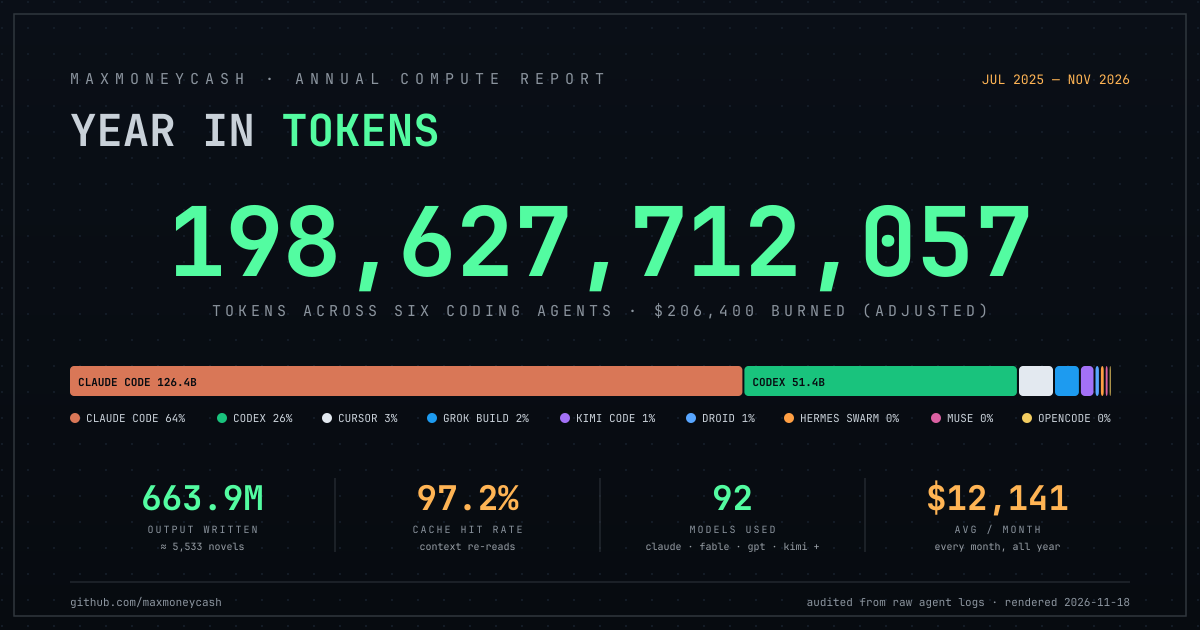 MAXMONEYCASH · ANNUAL COMPUTE REPORT
JUL 2025 — NOV 2026
YEAR IN TOKENS
198,627,712,057
TOKENS ACROSS SIX CODING AGENTS · $206,400 BURNED (ADJUSTED)
CLAUDE CODE 126.4B CODEX 51.4B
CLAUDE CODE 64% CODEX 26% CURSOR 3% GROK BUILD 2% KIMI CODE 1% DROID 1% HERMES SWARM 0% MUSE 0% OPENCODE 0%
663.9M 97.2% 92 $12,141
OUTPUT WRITTEN CACHE HIT RATE MODELS USED AVG / MONTH
≈ 5,533 novels context re-reads claude · fable · gpt · kimi + every month, all year
github.com/maxmoneycash audited from raw agent logs · rendered 2026-11-18